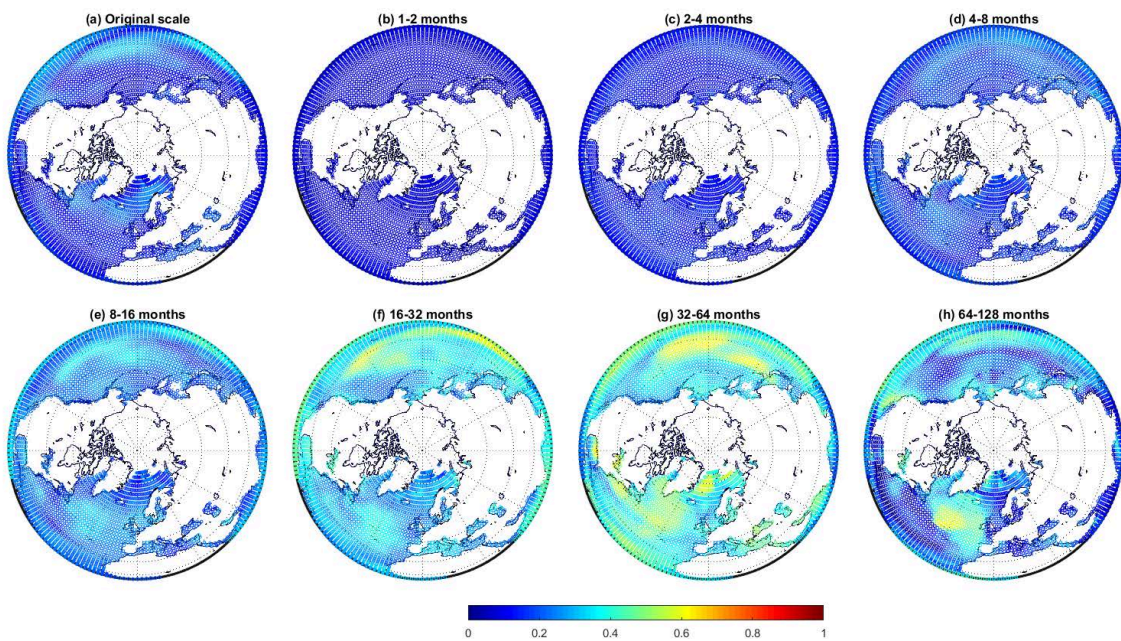 (a) Original scale
(b) 1-2 months
(c) 2-4 months
(d) 4-8 months
(e) 8-16 months
(f) 16-32 months
(g) 32-64 months
(h) 64-128 months
0 0.2 0.4 0.6 0.8 1